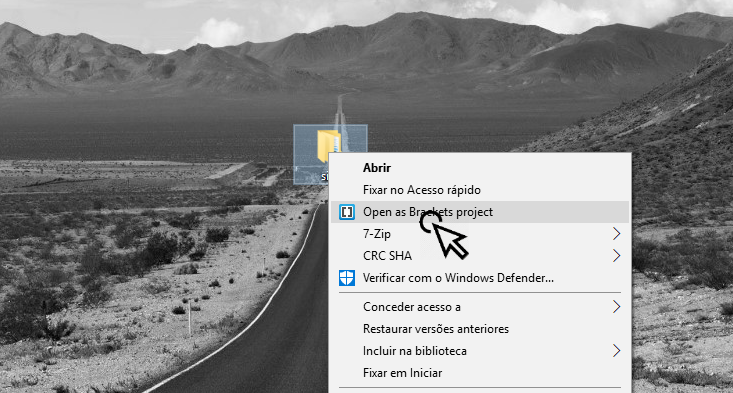 Abrir
Fixar no Acesso rápido
Open as Brackets project
7-Zip
CRC SHA
Verificar com o Windows Defender...
Conceder acesso a
Restaurar versões anteriores
Incluir na biblioteca
Fixar em Iniciar